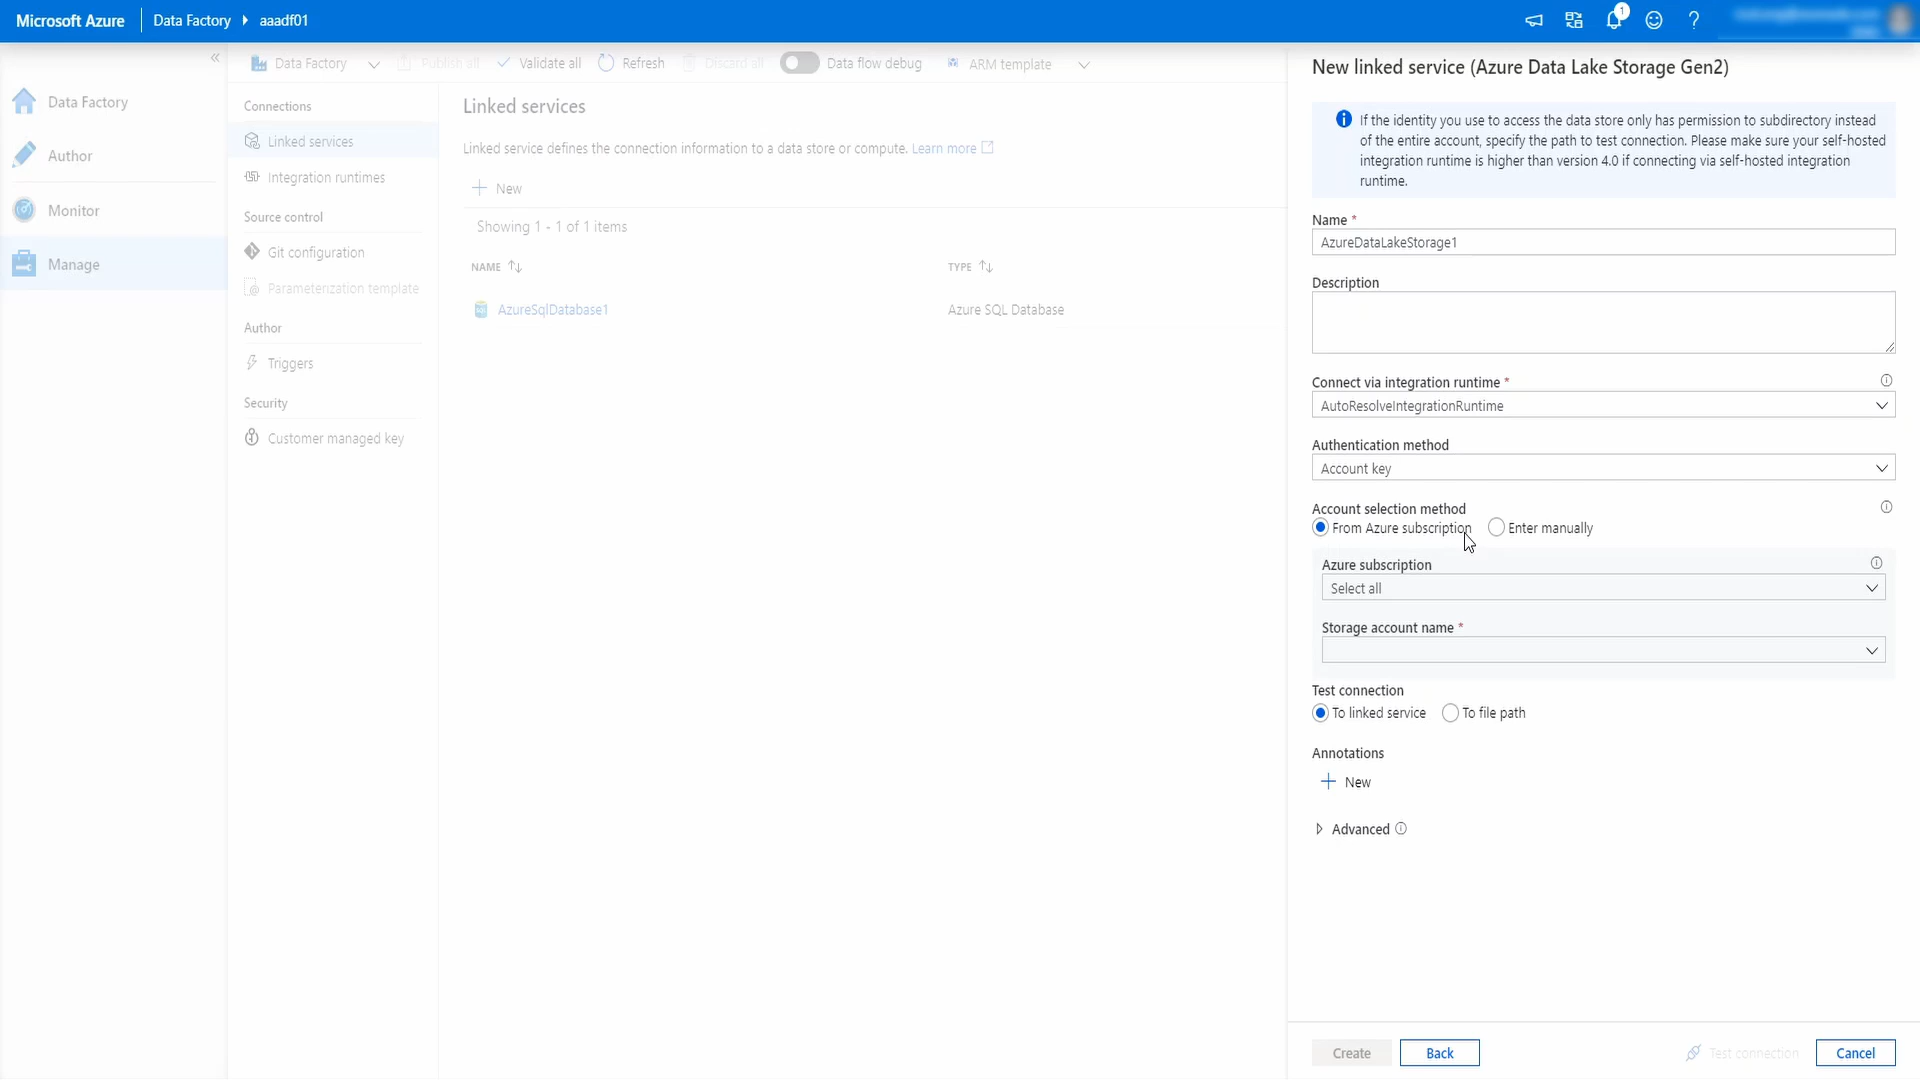 Microsoft Azure
Data Factory
aaadf01
1
Data Factory
Author
Monitor
Manage
Data Factory
Publish all
Validate all
Refresh
Discard all
Data flow debug
ARM template
Connections
Linked services
Integration runtimes
Source control
Git configuration
Parameterization template
Author
Triggers
Security
Customer managed key
Linked services
Linked service defines the connection information to a data store or compute. Learn more
New
Showing 1 - 1 of 1 items
NAME
TYPE
AzureSqlDatabase1
Azure SQL Database
New linked service (Azure Data Lake Storage Gen2)
If the identity you use to access the data store only has permission to subdirectory instead
of the entire account, specify the path to test connection. Please make sure your self-hosted
integration runtime is higher than version 4.0 if connecting via self-hosted integration
runtime.
Name *
AzureDataLakeStorage1
Description
Connect via integration runtime *
AutoResolveIntegrationRuntime
Authentication method
Account key
Account selection method
From Azure subscription
Enter manually
Azure subscription
Select all
Storage account name *
Test connection
To linked service
To file path
Annotations
New
Advanced
Create
Back
Test connection
Cancel